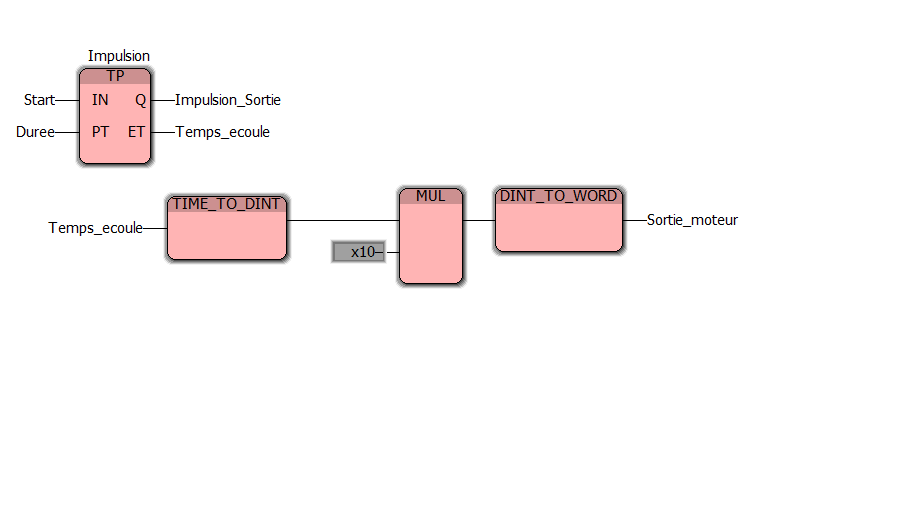 Impulsion
TP
Start IN Q Impulsion_Sortie
Duree PT ET Temps_ecoule
TIME_TO_DINT MUL DINT_TO_WORD
Temps_ecoule Sortie_moteur
x10